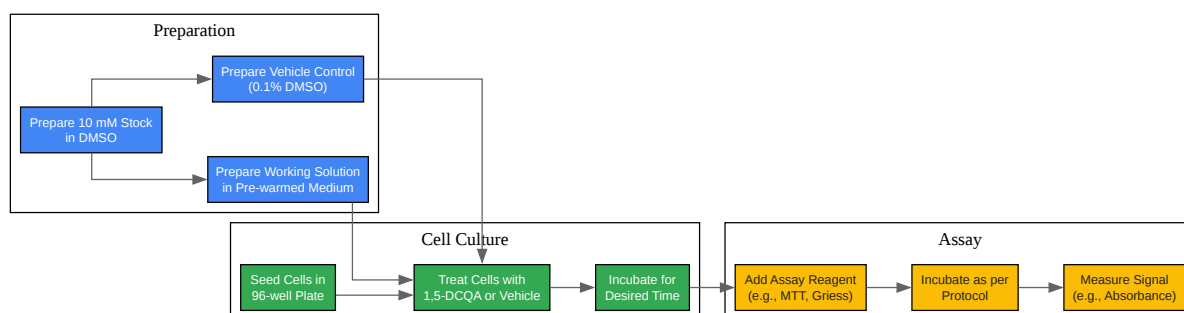 Preparation
Prepare Vehicle Control
(0.1% DMSO)
Prepare 10 mM Stock
in DMSO
Prepare Working Solution
in Pre-warmed Medium
Cell Culture
Seed Cells in
96-well Plate
Treat Cells with
1,5-DCQA or Vehicle
Incubate for
Desired Time
Assay
Add Assay Reagent
(e.g., MTT, Griess)
Incubate as per
Protocol
Measure Signal
(e.g., Absorbance)